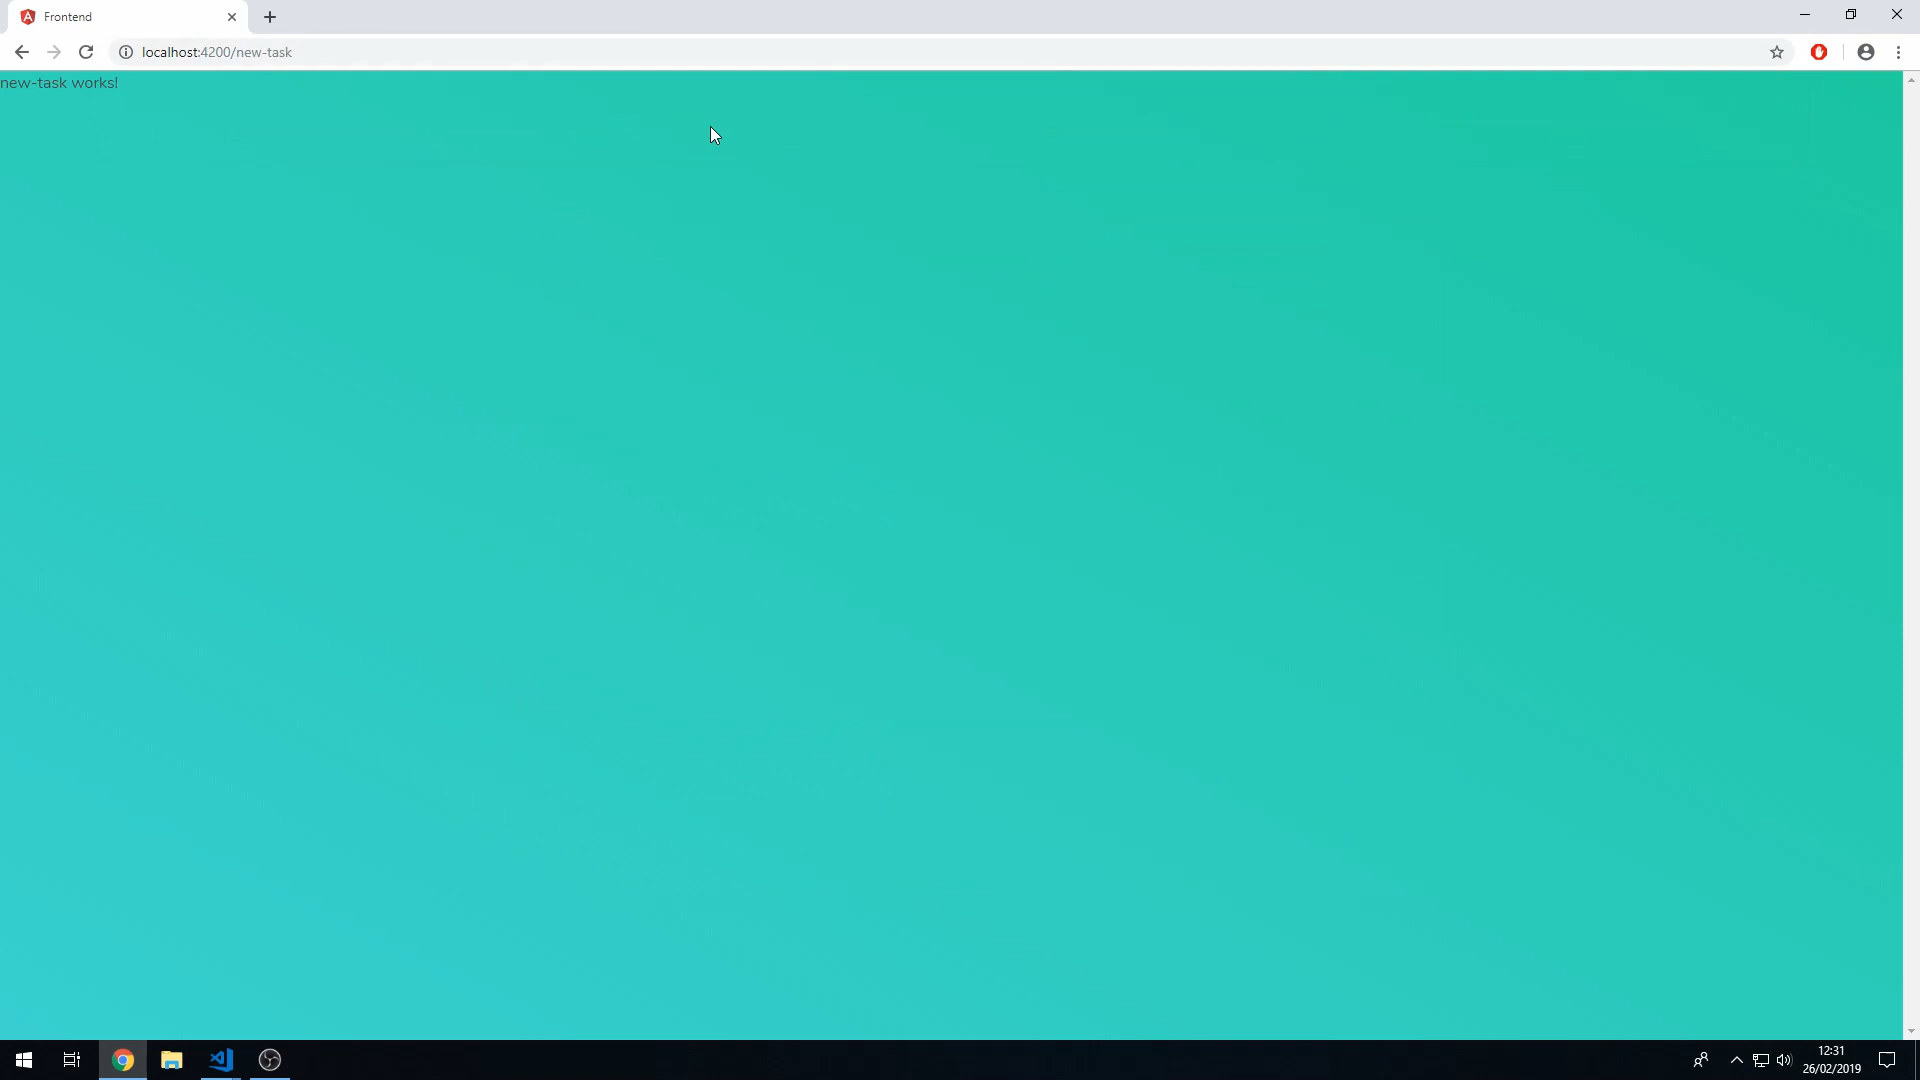 Frontend
localhost:4200/new-task
new-task works!
12:31
26/02/2019